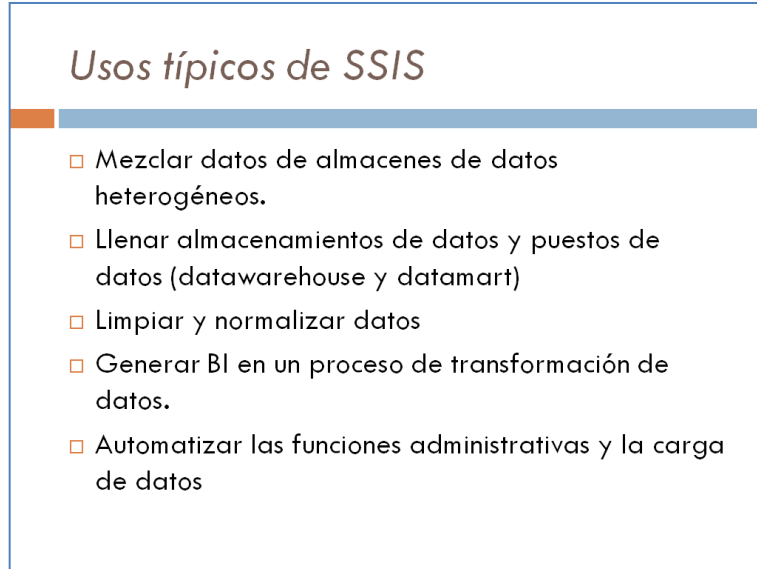 Usos típicos de SSIS
Mezclar datos de almacenes de datos
heterogéneos.
Llenar almacenamientos de datos y puestos de
datos (datawarehouse y datamart)
Limpiar y normalizar datos
Generar BI en un proceso de transformación de
datos.
Automatizar las funciones administrativas y la carga
de datos